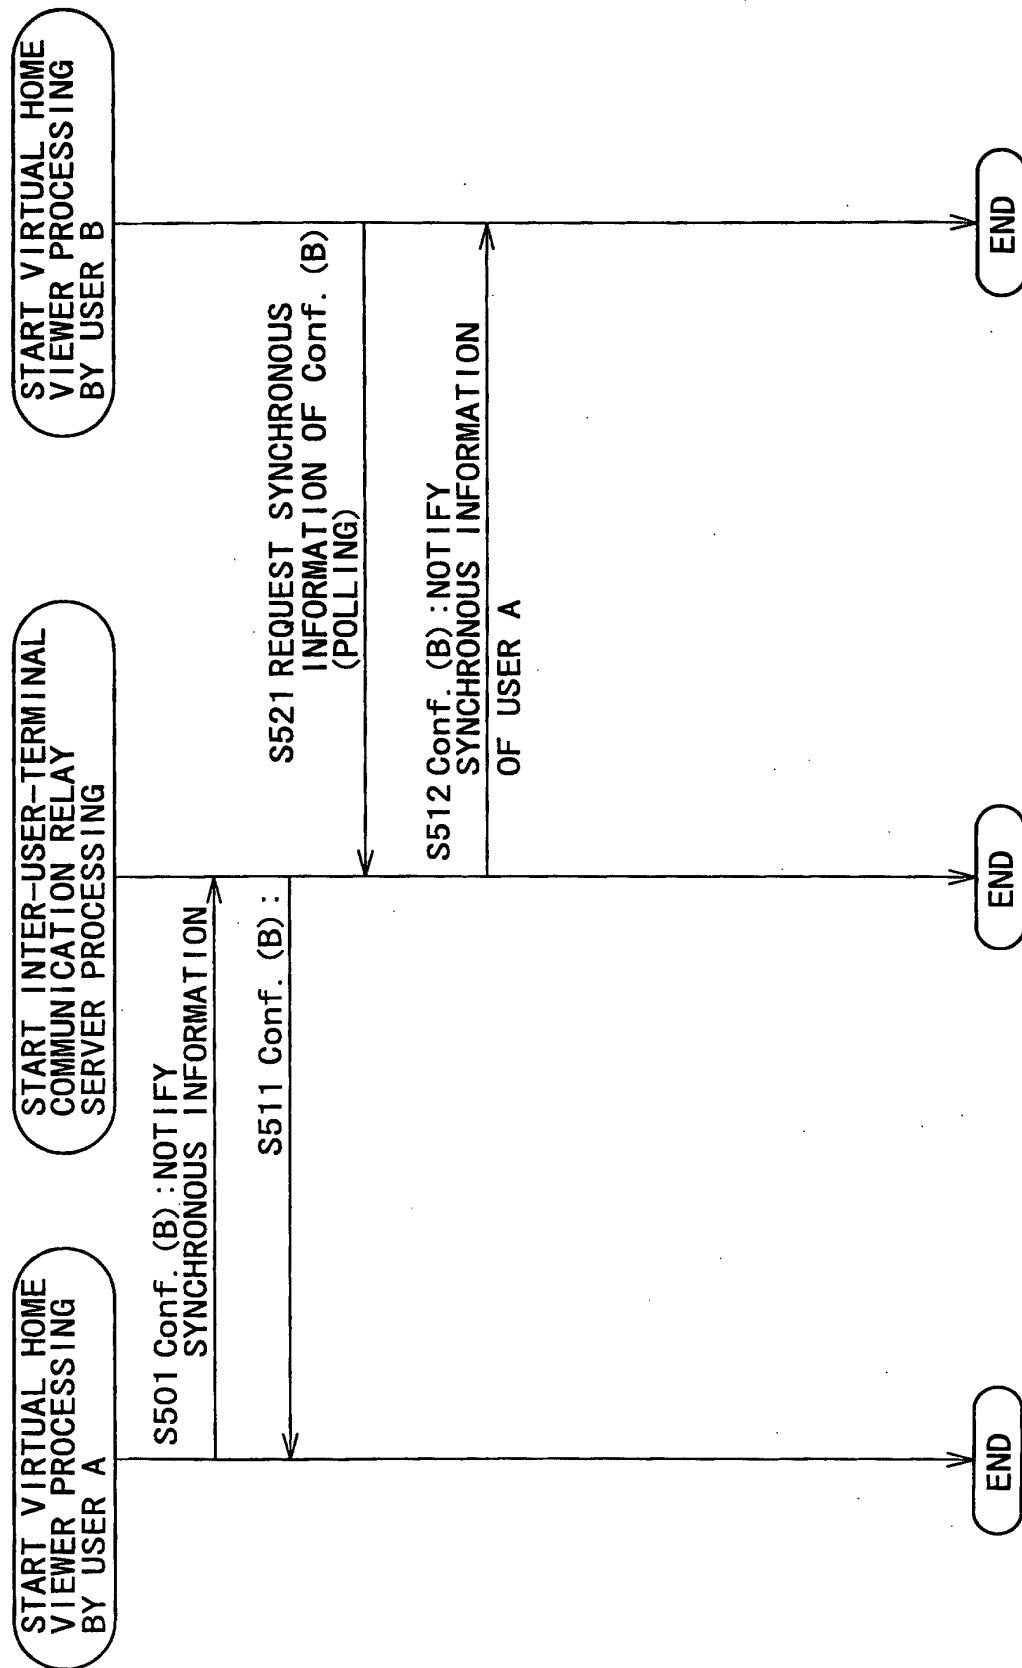 START VIRTUAL HOME
VIEWER PROCESSING
BY USER A
START INTER-USER-TERMINAL
COMMUNICATION RELAY
SERVER PROCESSING
START VIRTUAL HOME
VIEWER PROCESSING
BY USER B
S501 Conf. (B) :NOTIFY
SYNCHRONOUS INFORMATION
S511 Conf. (B) :
S521 REQUEST SYNCHRONOUS
INFORMATION OF Conf. (B)
(POLLING)
S512 Conf. (B) :NOTIFY
SYNCHRONOUS INFORMATION
OF USER A
END
END
END